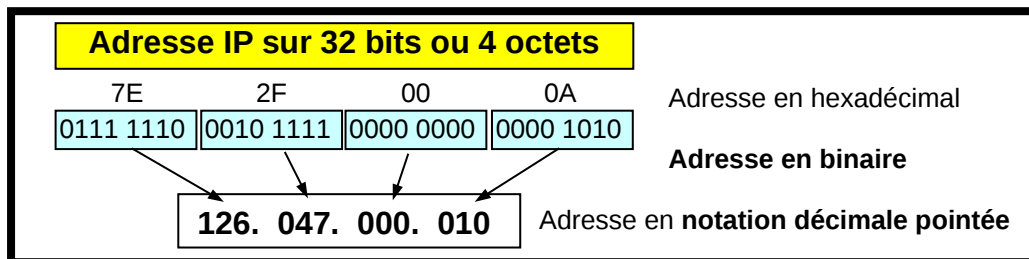 Adresse IP sur 32 bits ou 4 octets
7E 2F 00 0A Adresse en hexadécimal
0111 1110 0010 1111 0000 0000 0000 1010
Adresse en binaire
126. 047. 000. 010 Adresse en notation décimale pointée